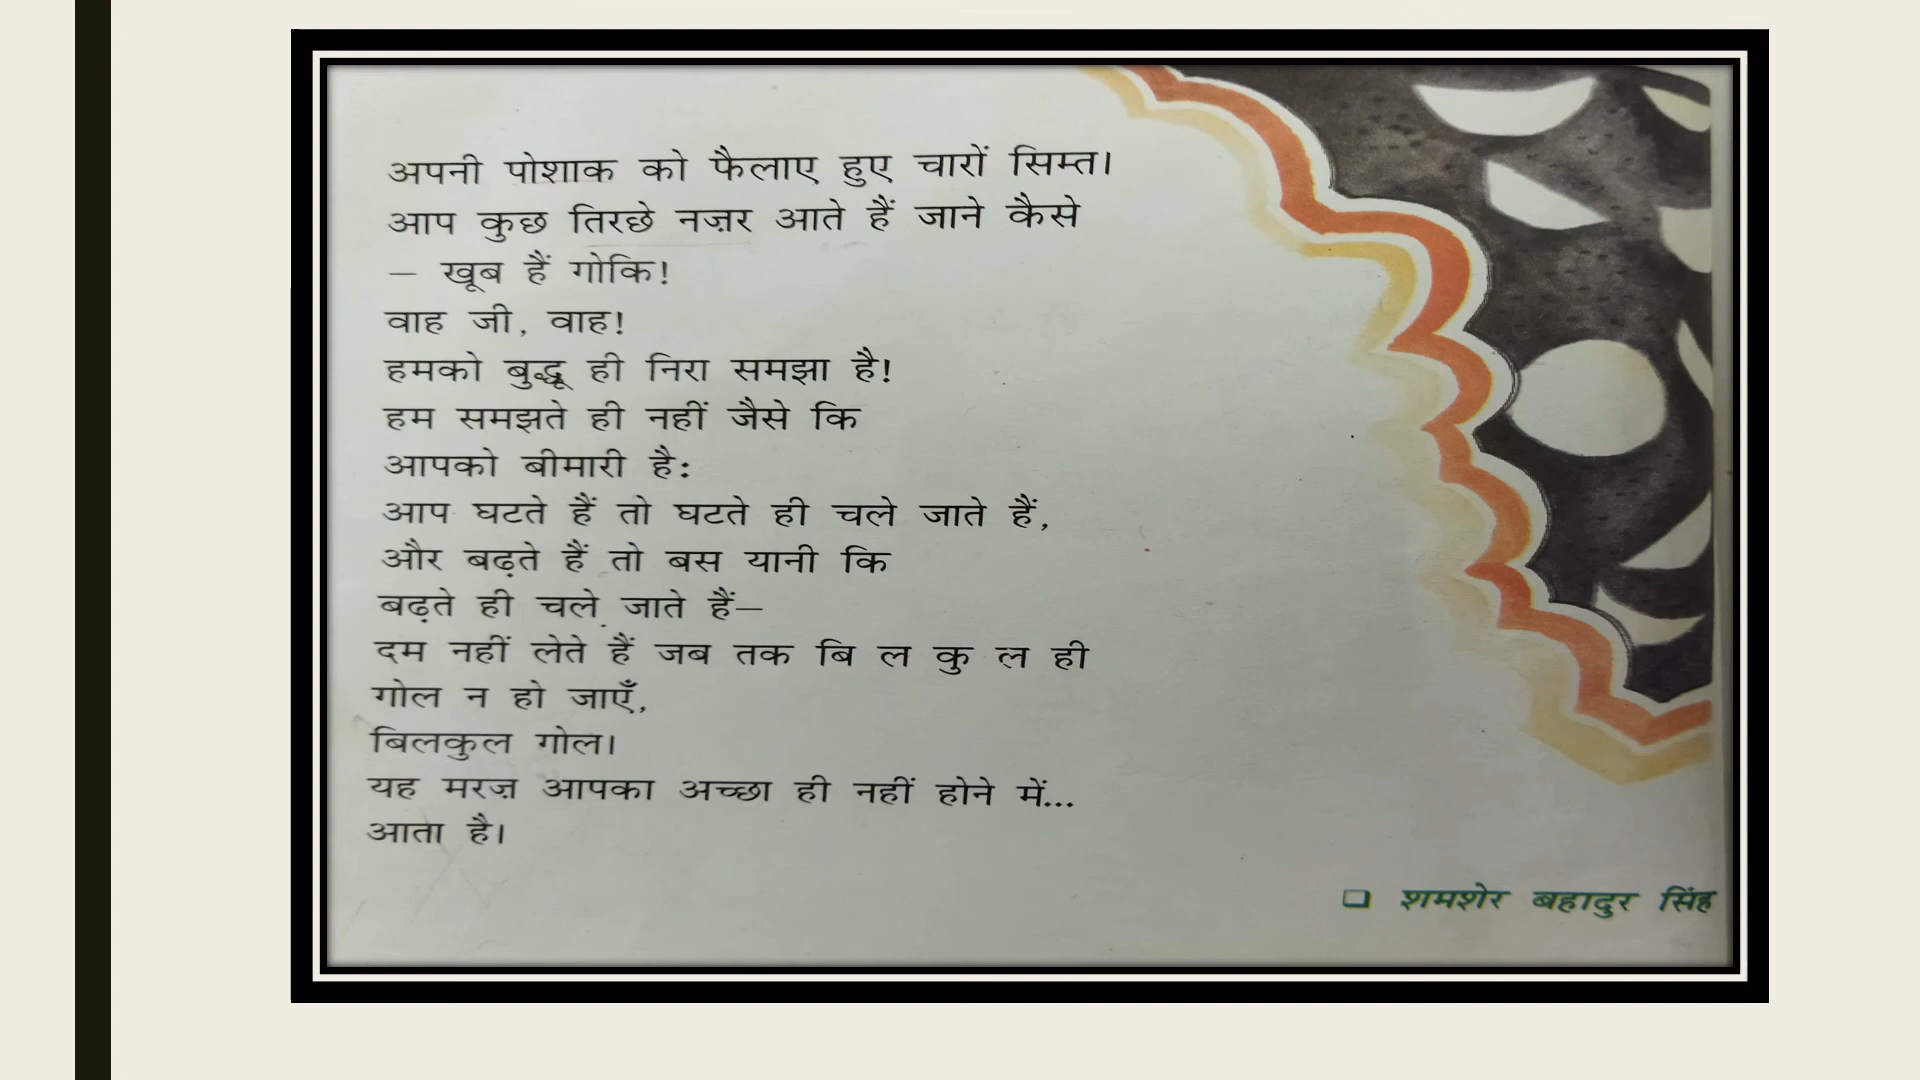 अपनी पोशाक को फैलाए हुए चारों सिम्त।
आप कुछ तिरछे नज़र आते हैं जाने कैसे
– खूब हैं गोकि!
वाह जी, वाह!
हमको बुद्धू ही निरा समझा है!
हम समझते ही नहीं जैसे कि
आपको बीमारी है:
आप घटते हैं तो घटते ही चले जाते हैं,
और बढ़ते हैं तो बस यानी कि
बढ़ते ही चले जाते हैं–
दम नहीं लेते हैं जब तक बि ल कु ल ही
गोल न हो जाएँ,
बिलकुल गोल।
यह मरज़ आपका अच्छा ही नहीं होने में...
आता है।
❑ शमशेर बहादुर सिंह